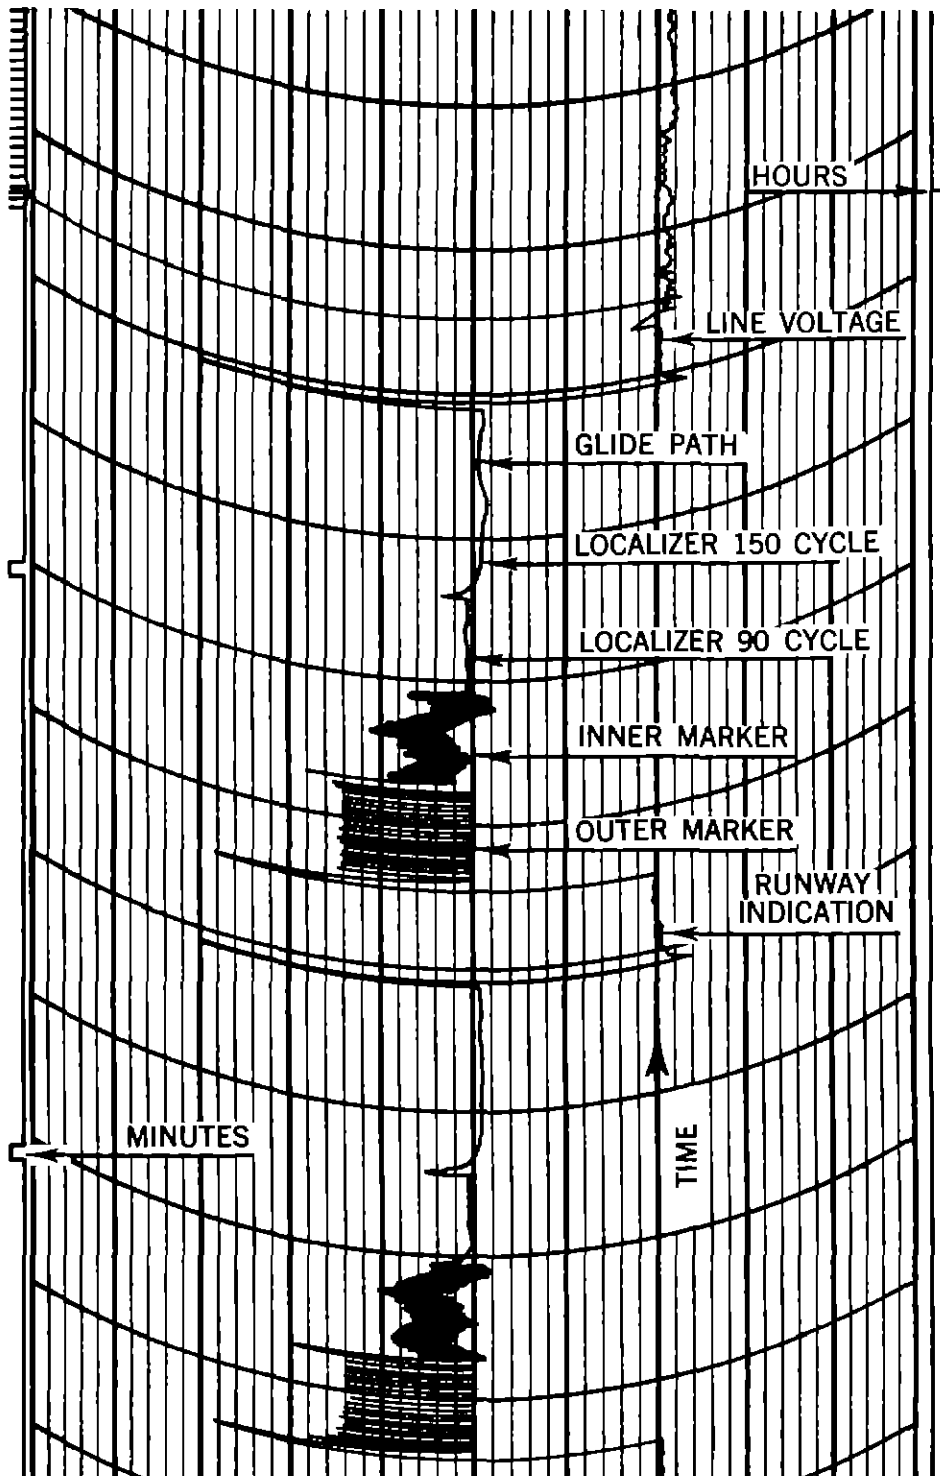 HOURS
LINE VOLTAGE
GLIDE PATH
LOCALIZER 150 CYCLE
LOCALIZER 90 CYCLE
INNER MARKER
OUTER MARKER
RUNWAY
INDICATION
MINUTES
TIME